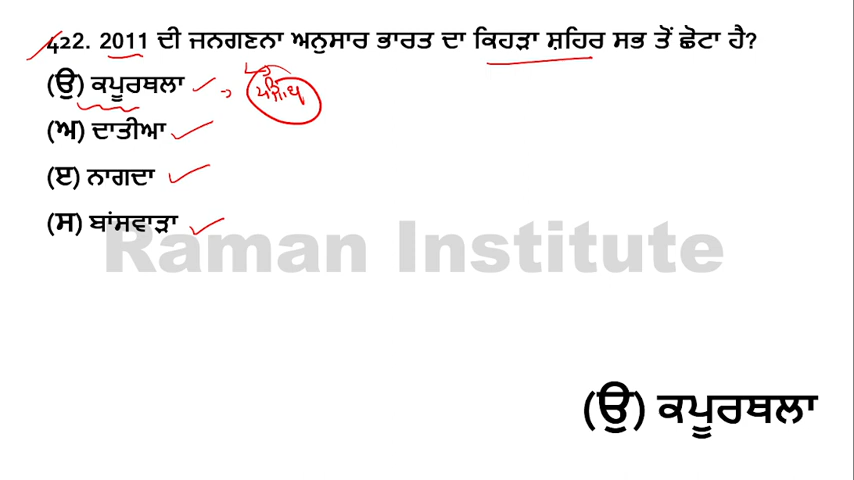 422. 2011 ਦੀ ਜਨਗਣਨਾ ਅਨੁਸਾਰ ਭਾਰਤ ਦਾ ਕਿਹੜਾ ਸ਼ਹਿਰ ਸਭ ਤੋਂ ਛੋਟਾ ਹੈ?
(ਉ) ਕਪੂਰਥਲਾ
(ਅ) ਦਾਤੀਆ
(ੲ) ਨਾਗਦਾ
(ਸ) ਬਾਂਸਵਾੜਾ
Raman Institute
(ਉ) ਕਪੂਰਥਲਾ